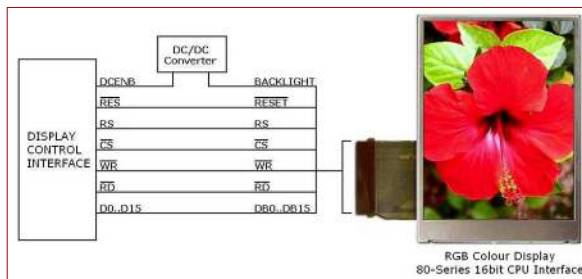 DC/DC
Converter
DCENB BACKLIGHT
RES RESET
RS RS
DISPLAY
CONTROL
INTERFACE
CS CS
WR WR
RD RD
D0..D15 DB0..DB15
RGB Colour Display
80-Series 16bit CPU Interface